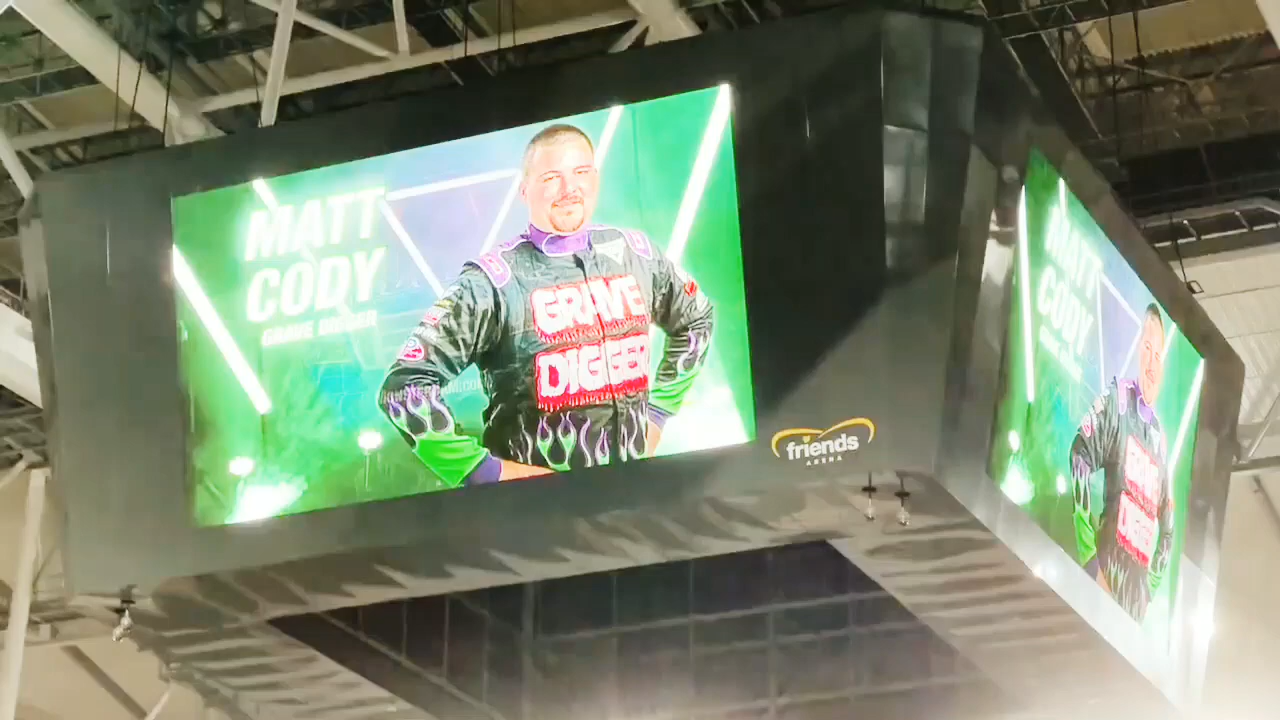 MATT
CODY
GRAVE DIGGER
GRAVE
DIGGER
friends
ARENA
MATT
CODY
GRAVE
DIGGER